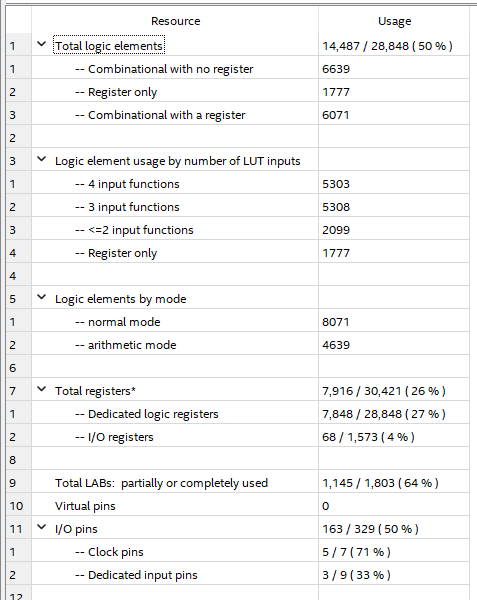 Resource Usage
1 Total logic elements 14,487 / 28,848 ( 50 % )
1 -- Combinational with no register 6639
2 -- Register only 1777
3 -- Combinational with a register 6071
2
3 Logic element usage by number of LUT inputs
1 -- 4 input functions 5303
2 -- 3 input functions 5308
3 -- <=2 input functions 2099
4 -- Register only 1777
4
5 Logic elements by mode
1 -- normal mode 8071
2 -- arithmetic mode 4639
6
7 Total registers* 7,916 / 30,421 ( 26 % )
1 -- Dedicated logic registers 7,848 / 28,848 ( 27 % )
2 -- I/O registers 68 / 1,573 ( 4 % )
8
9 Total LABs: partially or completely used 1,145 / 1,803 ( 64 % )
10 Virtual pins 0
11 I/O pins 163 / 329 ( 50 % )
1 -- Clock pins 5 / 7 ( 71 % )
2 -- Dedicated input pins 3 / 9 ( 33 % )
12